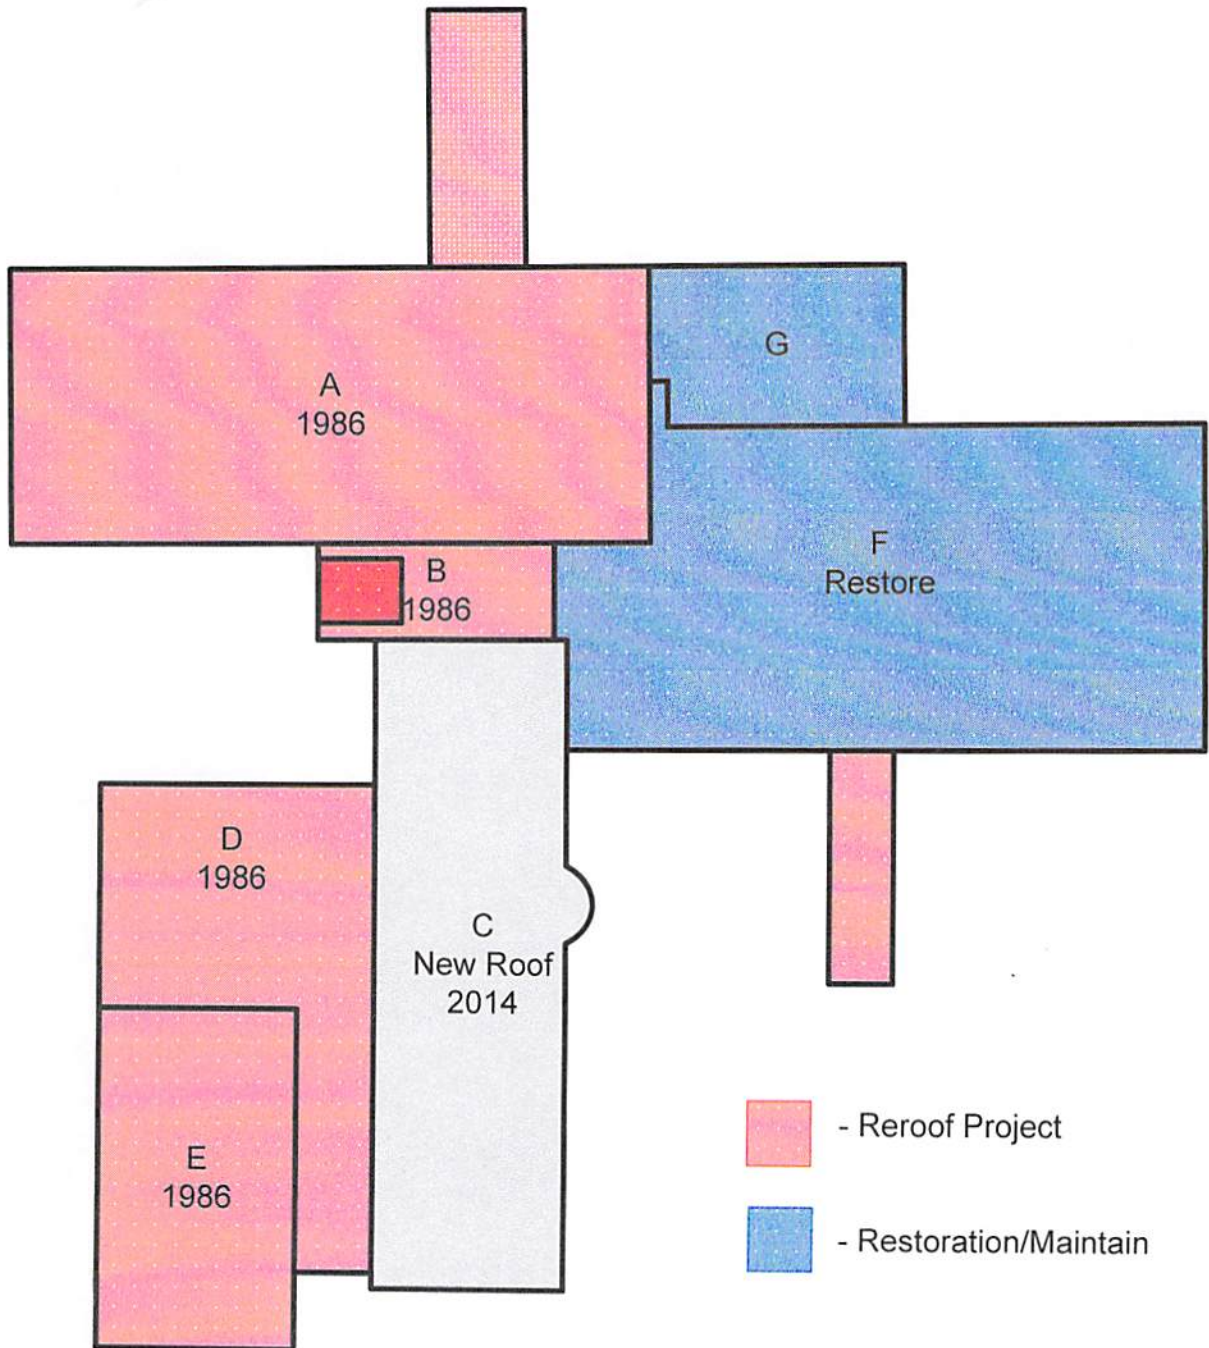 A
1986
G
B
1986
F
Restore
D
1986
C
New Roof
2014
E
1986
- Reroof Project
- Restoration/Maintain